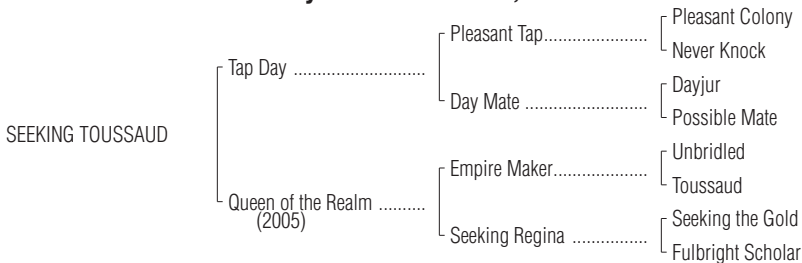 Pleasant Colony
Pleasant Tap
Never Knock
Tap Day
Dayjur
Day Mate
Possible Mate
SEEKING TOUSSAUD
Unbridled
Empire Maker
Toussaud
Queen of the Realm
(2005)
Seeking the Gold
Seeking Regina
Fulbright Scholar